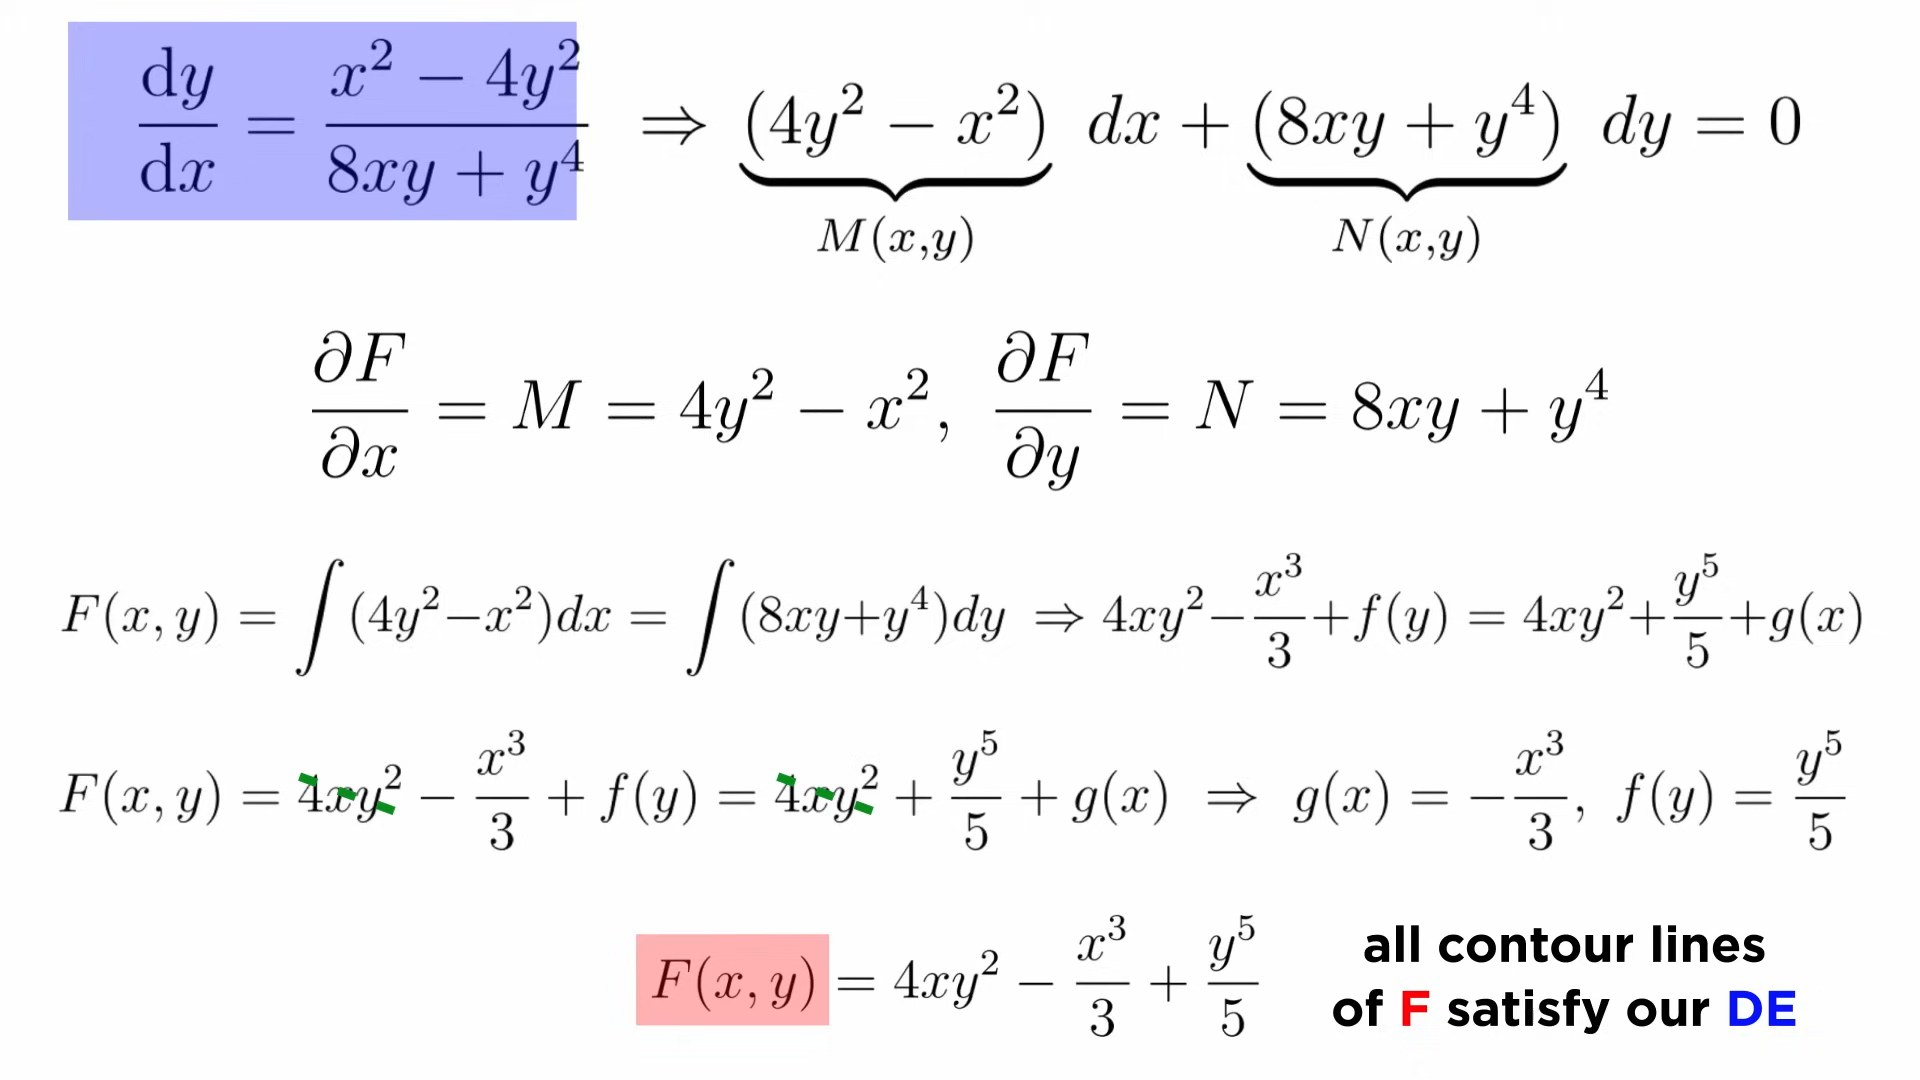 dy/dx = (x² − 4y²)/(8xy + y⁴) ⇒ (4y² − x²) dx + (8xy + y⁴) dy = 0
M(x,y) N(x,y)
∂F/∂x = M = 4y² − x², ∂F/∂y = N = 8xy + y⁴
F(x, y) = ∫(4y²−x²)dx = ∫(8xy+y⁴)dy ⇒ 4xy²−x³/3+f(y) = 4xy²+y⁵/5+g(x)
F(x, y) = 4xy² − x³/3 + f(y) = 4xy² + y⁵/5 + g(x) ⇒ g(x) = −x³/3, f(y) = y⁵/5
F(x, y) = 4xy² − x³/3 + y⁵/5
all contour lines
of F satisfy our DE